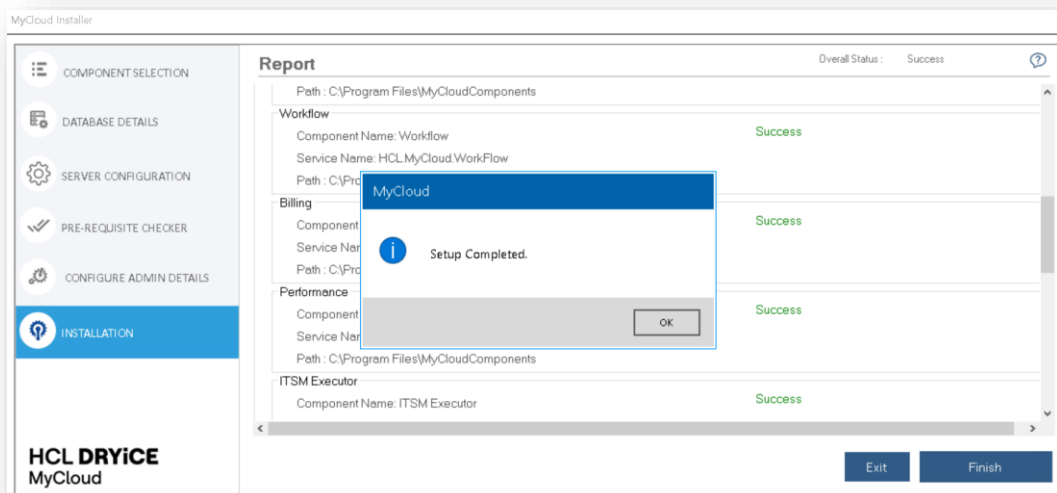 MyCloud Installer
COMPONENT SELECTION
DATABASE DETAILS
SERVER CONFIGURATION
PRE-REQUISITE CHECKER
CONFIGURE ADMIN DETAILS
INSTALLATION
HCL DRYiCE
MyCloud
Report
Overall Status : Success
?
Path : C:\Program Files\MyCloudComponents
Workflow
Component Name: Workflow Success
Service Name: HCL.MyCloud.WorkFlow
Path : C:\Pro
Billing
Component Success
Service Nar
Path : C:\Pro
Performance
Component Success
Service Nar
Path : C:\Program Files\MyCloudComponents
ITSM Executor
Component Name: ITSM Executor Success
MyCloud
i
Setup Completed.
OK
Exit
Finish